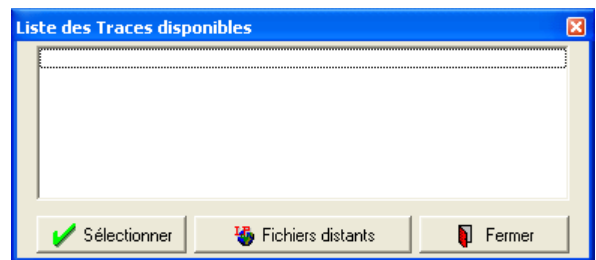 Liste des Traces disponibles
Sélectionner Fichiers distants Fermer